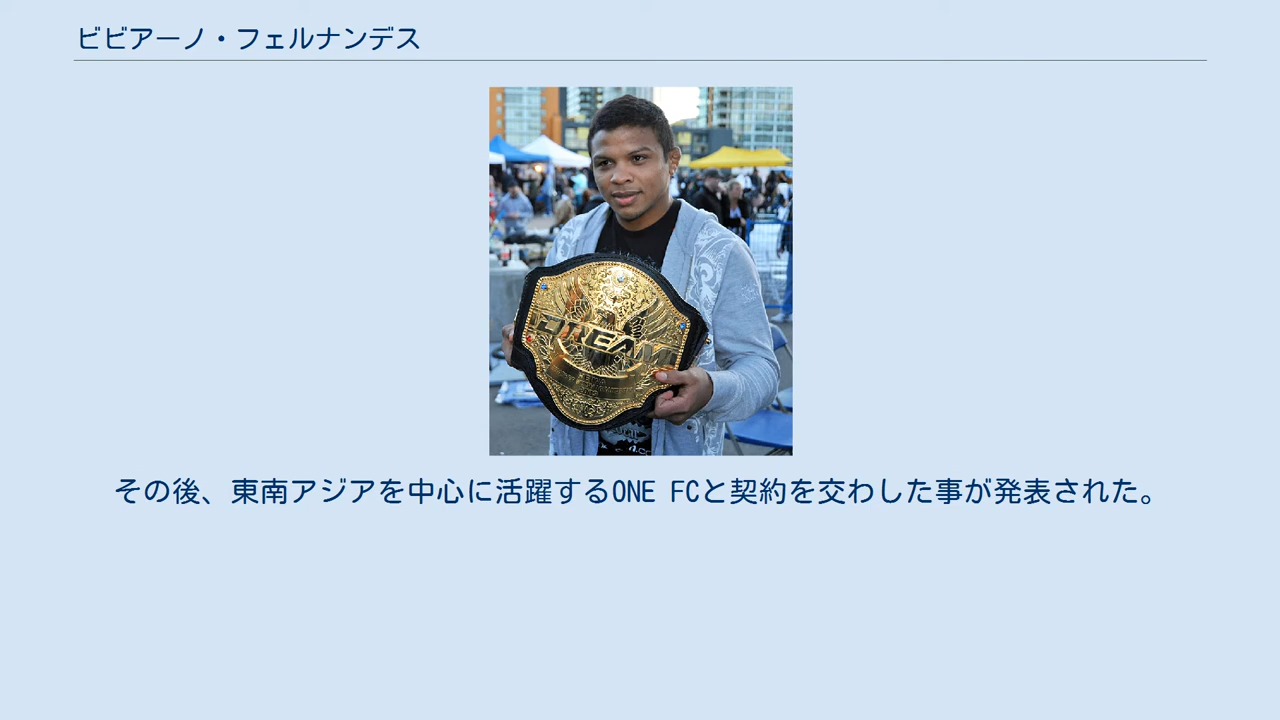 ビビアーノ・フェルナンデス
DREAM
その後、東南アジアを中心に活躍するONE FCと契約を交わした事が発表された。